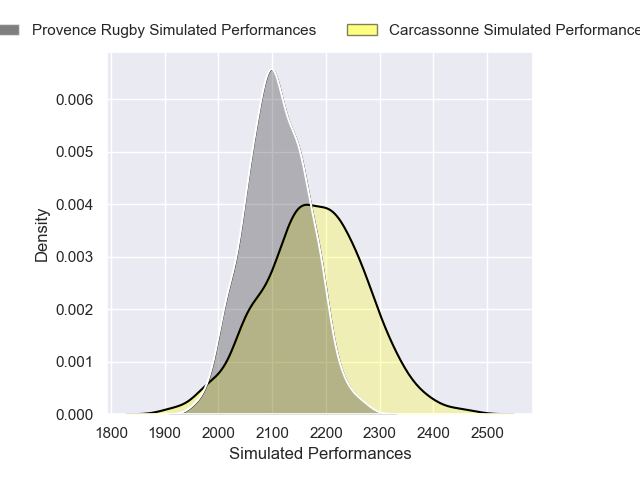 Provence Rugby Simulated Performances
Carcassonne Simulated Performance
0.006
0.005
0.004
0.003
0.002
0.001
0.000
Density
1800 1900 2000 2100 2200 2300 2400 2500
Simulated Performances